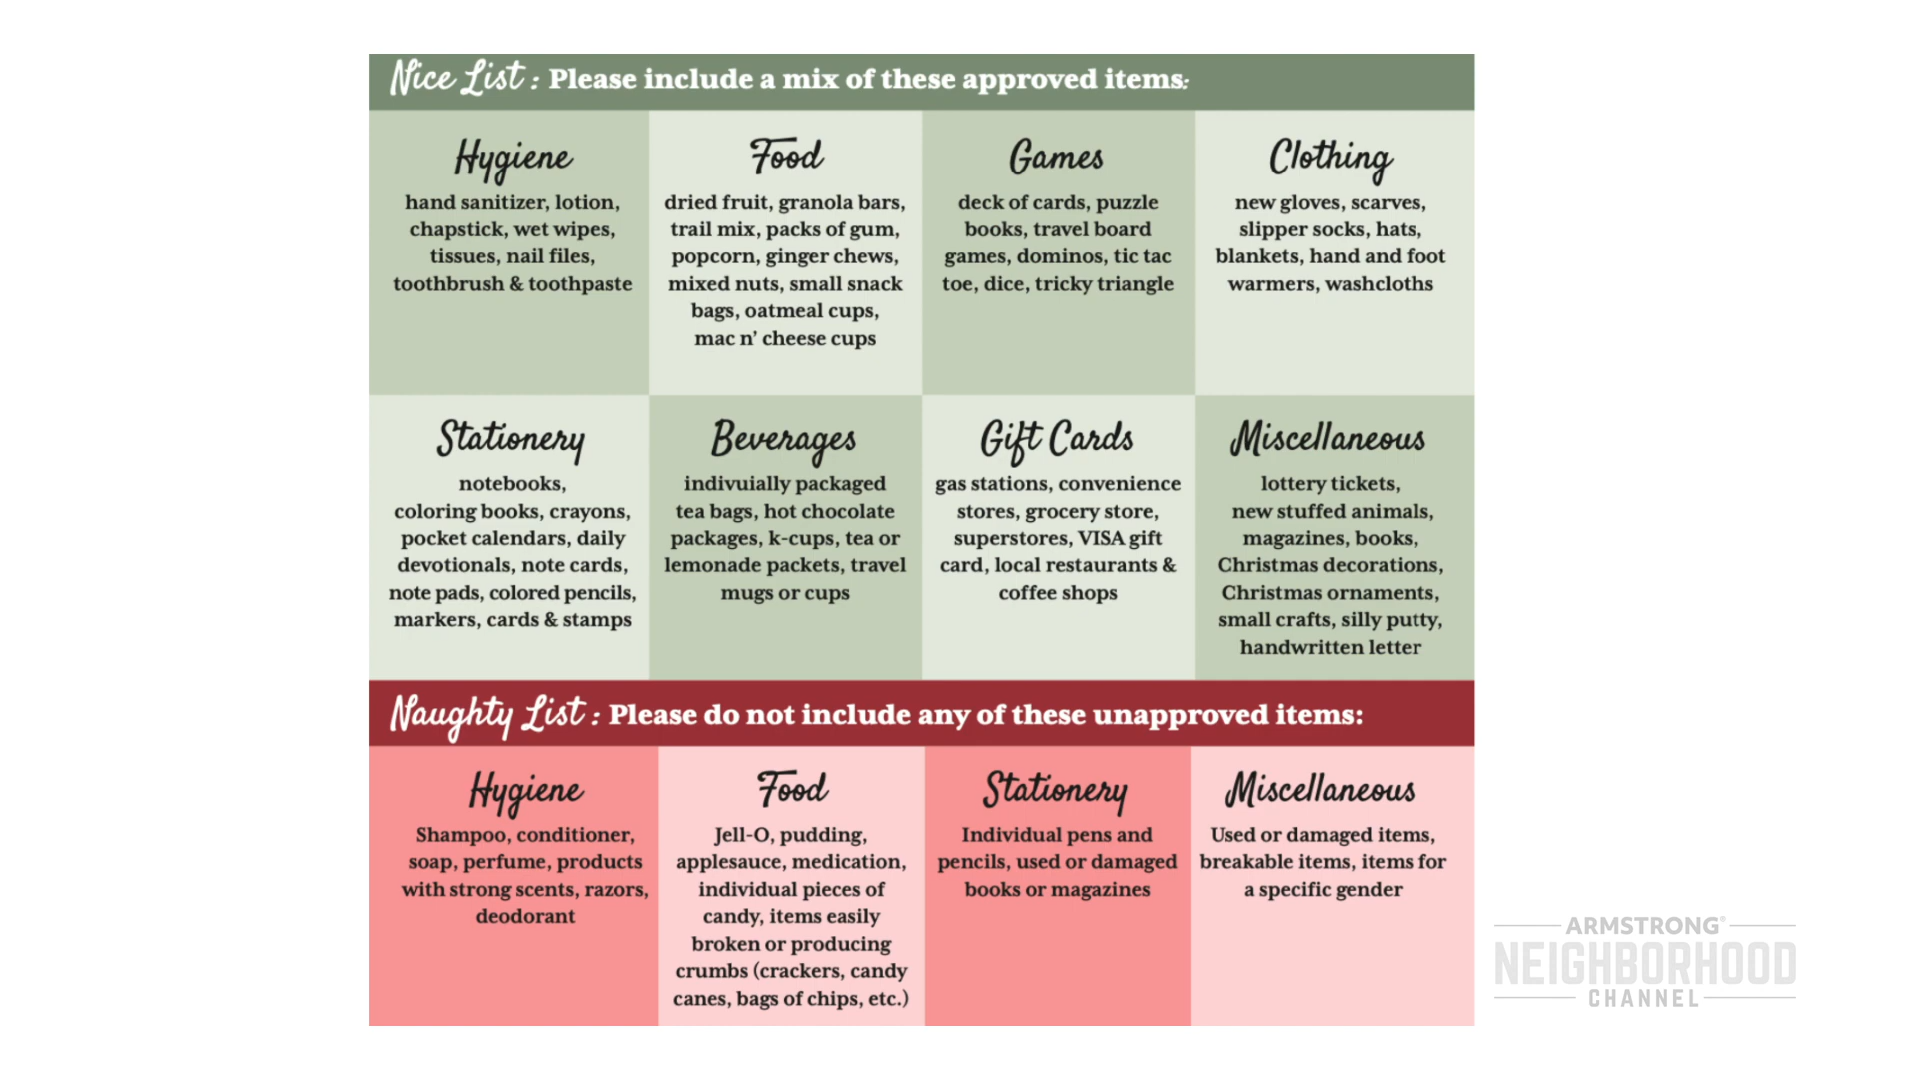 Nice List : Please include a mix of these approved items:
Hygiene
hand sanitizer, lotion,
chapstick, wet wipes,
tissues, nail files,
toothbrush & toothpaste
Food
dried fruit, granola bars,
trail mix, packs of gum,
popcorn, ginger chews,
mixed nuts, small snack
bags, oatmeal cups,
mac n’ cheese cups
Games
deck of cards, puzzle
books, travel board
games, dominos, tic tac
toe, dice, tricky triangle
Clothing
new gloves, scarves,
slipper socks, hats,
blankets, hand and foot
warmers, washcloths
Stationery
notebooks,
coloring books, crayons,
pocket calendars, daily
devotionals, note cards,
note pads, colored pencils,
markers, cards & stamps
Beverages
indivuially packaged
tea bags, hot chocolate
packages, k-cups, tea or
lemonade packets, travel
mugs or cups
Gift Cards
gas stations, convenience
stores, grocery store,
superstores, VISA gift
card, local restaurants &
coffee shops
Miscellaneous
lottery tickets,
new stuffed animals,
magazines, books,
Christmas decorations,
Christmas ornaments,
small crafts, silly putty,
handwritten letter
Naughty List : Please do not include any of these unapproved items:
Hygiene
Shampoo, conditioner,
soap, perfume, products
with strong scents, razors,
deodorant
Food
Jell-O, pudding,
applesauce, medication,
individual pieces of
candy, items easily
broken or producing
crumbs (crackers, candy
canes, bags of chips, etc.)
Stationery
Individual pens and
pencils, used or damaged
books or magazines
Miscellaneous
Used or damaged items,
breakable items, items for
a specific gender
ARMSTRONG®
NEIGHBORHOOD
CHANNEL